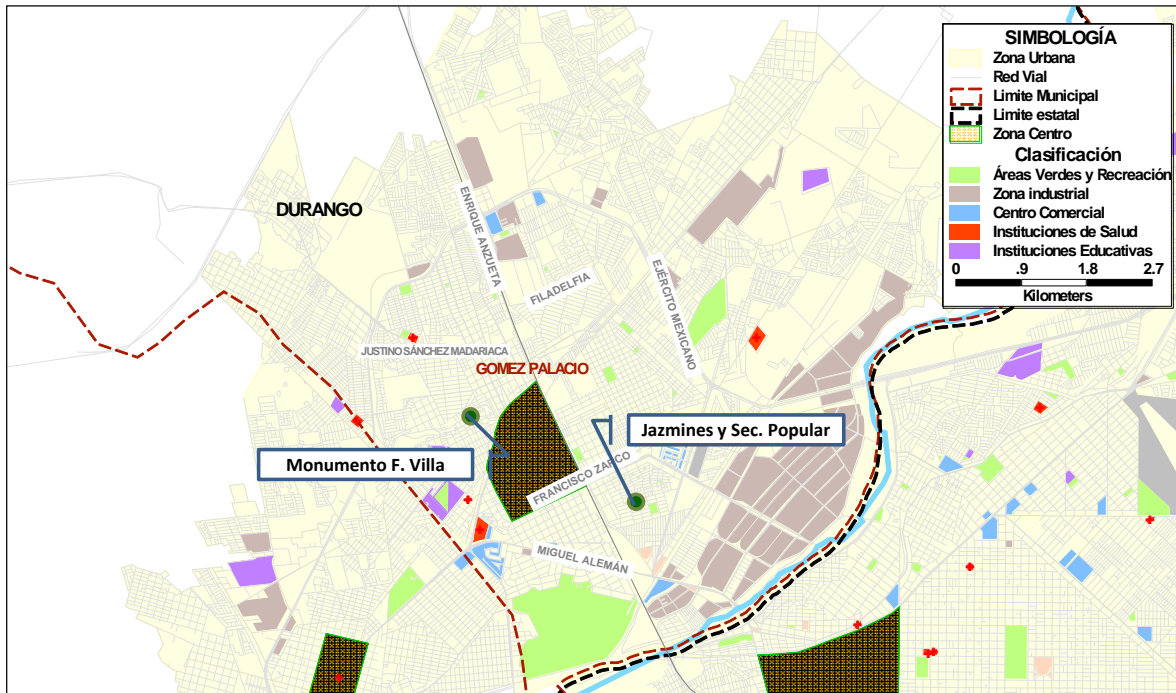 SIMBOLOGÍA
Zona Urbana
Red Vial
Limite Municipal
Limite estatal
Zona Centro
Clasificación
Áreas Verdes y Recreación
Zona industrial
Centro Comercial
Instituciones de Salud
Instituciones Educativas
0 .9 1.8 2.7
Kilometers
DURANGO
ENRIQUE ANZUETA
FILADELFIA
EJÉRCITO MEXICANO
JUSTINO SÁNCHEZ MADARIACA
GOMEZ PALACIO
Jazmines y Sec. Popular
Monumento F. Villa
FRANCISCO ZARCO
MIGUEL ALEMÁN